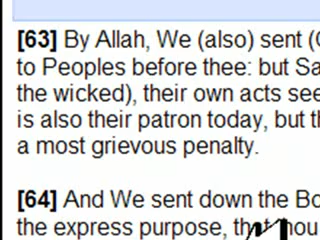 [63] By Allah, We (also) sent (
to Peoples before thee: but Sa
the wicked), their own acts see
is also their patron today, but t
a most grievous penalty.
[64] And We sent down the Bo
the express purpose, that